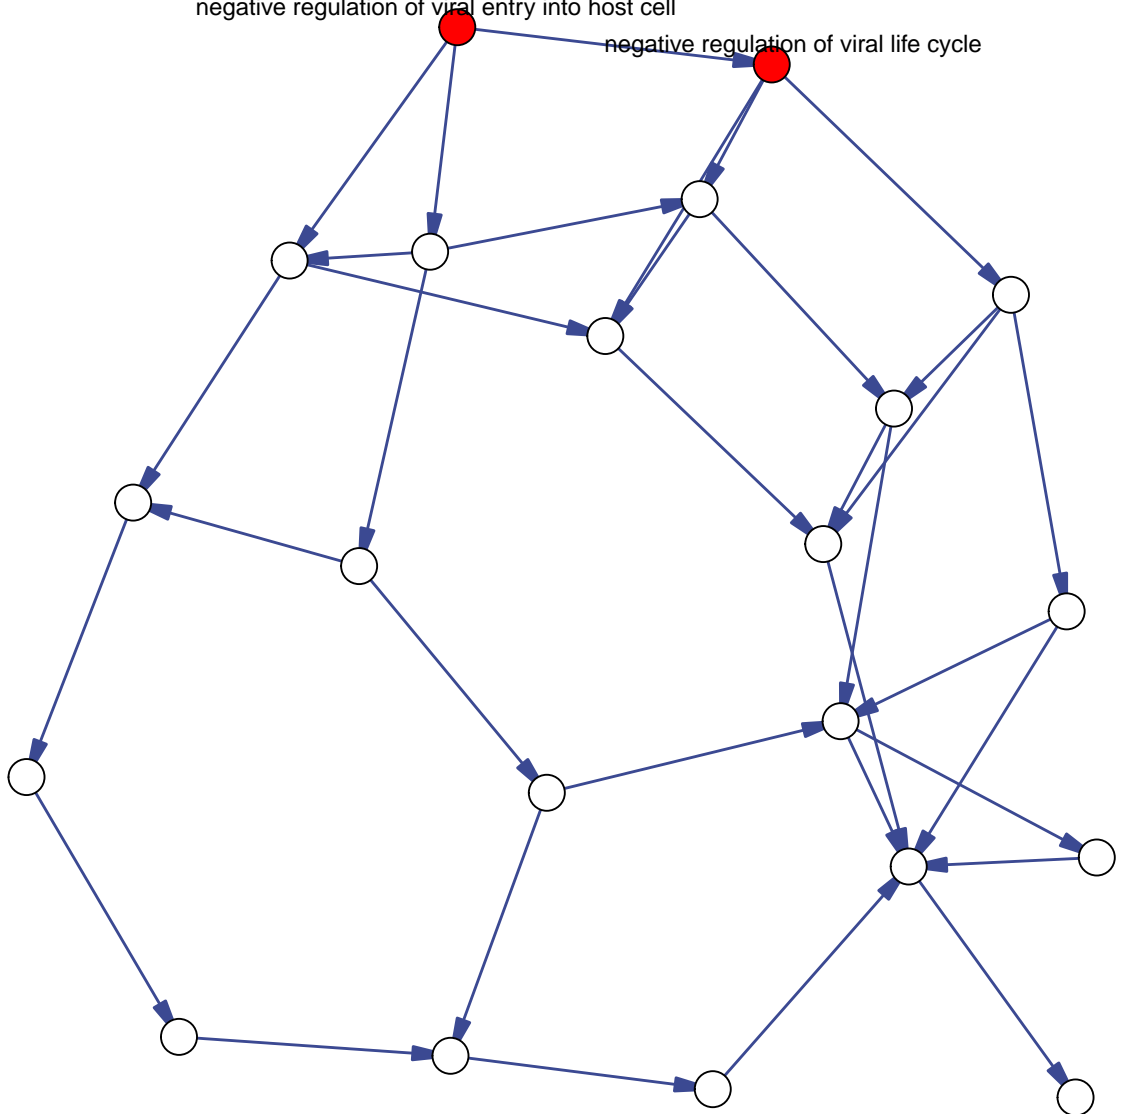 negative regulation of viral entry into host cell
negative regulation of viral life cycle